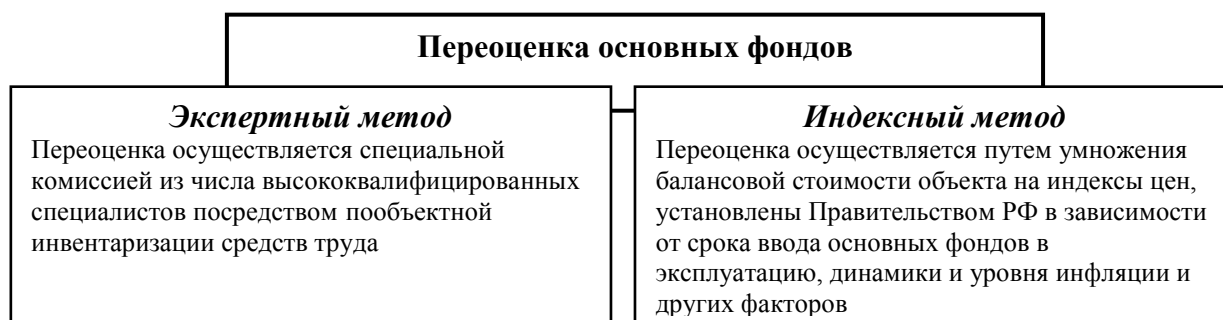 Переоценка основных фондов
Экспертный метод
Переоценка осуществляется специальной
комиссией из числа высококвалифицированных
специалистов посредством пообъектной
инвентаризации средств труда
Индексный метод
Переоценка осуществляется путем умножения
балансовой стоимости объекта на индексы цен,
установлены Правительством РФ в зависимости
от срока ввода основных фондов в
эксплуатацию, динамики и уровня инфляции и
других факторов